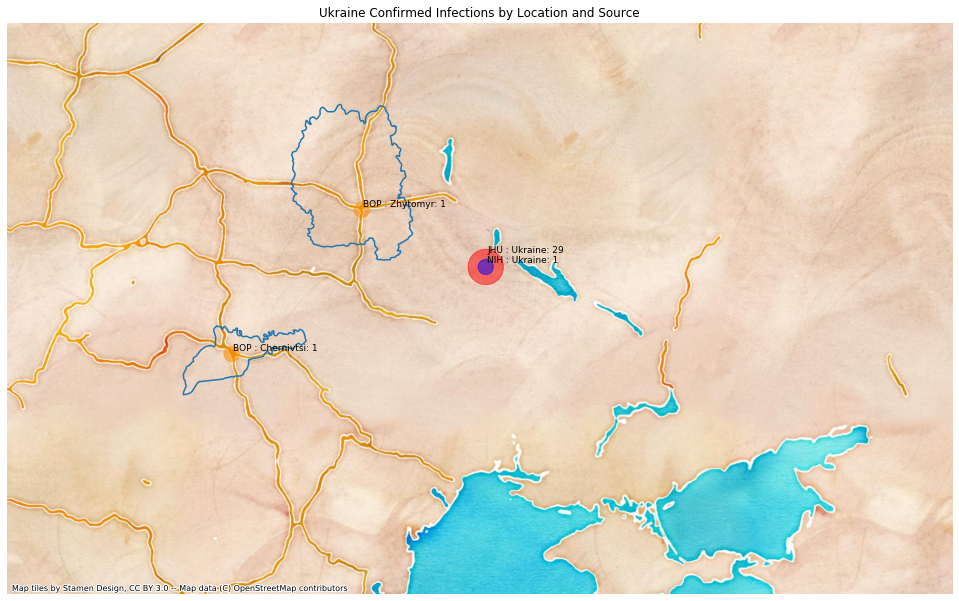 Ukraine Confirmed Infections by Location and Source
BOP : Zhytomyr: 1
JHU : Ukraine: 29
NIH : Ukraine: 1
BOP : Chernivtsi: 1
Map tiles by Stamen Design, CC BY 3.0 -- Map data (C) OpenStreetMap contributors